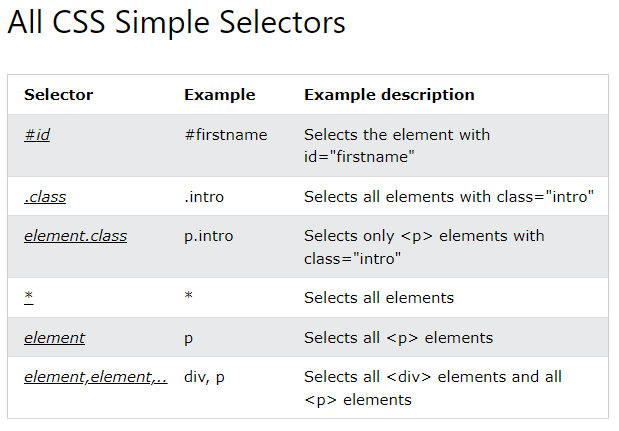 All CSS Simple Selectors
Selector Example Example description
#id #firstname Selects the element with
id="firstname"
.class .intro Selects all elements with class="intro"
element.class p.intro Selects only <p> elements with
class="intro"
* * Selects all elements
element p Selects all <p> elements
element,element,.. div, p Selects all <div> elements and all
<p> elements